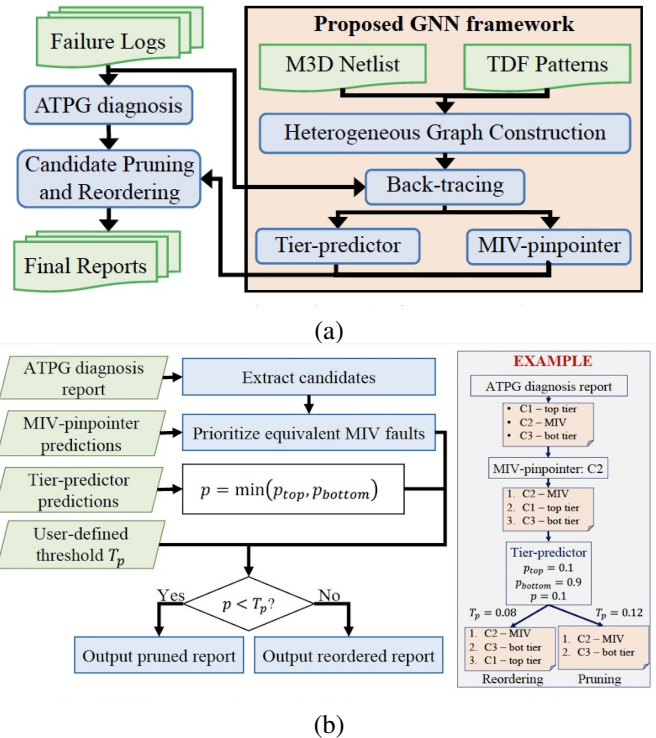 Failure Logs
ATPG diagnosis
Candidate Pruning
and Reordering
Final Reports
Proposed GNN framework
M3D Netlist
TDF Patterns
Heterogeneous Graph Construction
Back-tracing
Tier-predictor
MIV-pinpointer
(a)
ATPG diagnosis
report
Extract candidates
MIV-pinpointer
predictions
Prioritize equivalent MIV faults
Tier-predictor
predictions
p = min(p_top, p_bottom)
User-defined
threshold T_p
Yes
p < T_p?
No
Output pruned report
Output reordered report
EXAMPLE
ATPG diagnosis report
• C1 – top tier
• C2 – MIV
• C3 – bot tier
MIV-pinpointer: C2
1. C2 – MIV
2. C1 – top tier
3. C3 – bot tier
Tier-predictor
p_top = 0.1
p_bottom = 0.9
p = 0.1
T_p = 0.08
T_p = 0.12
1. C2 – MIV
2. C3 – bot tier
3. C1 – top tier
1. C2 – MIV
2. C3 – bot tier
Reordering
Pruning
(b)